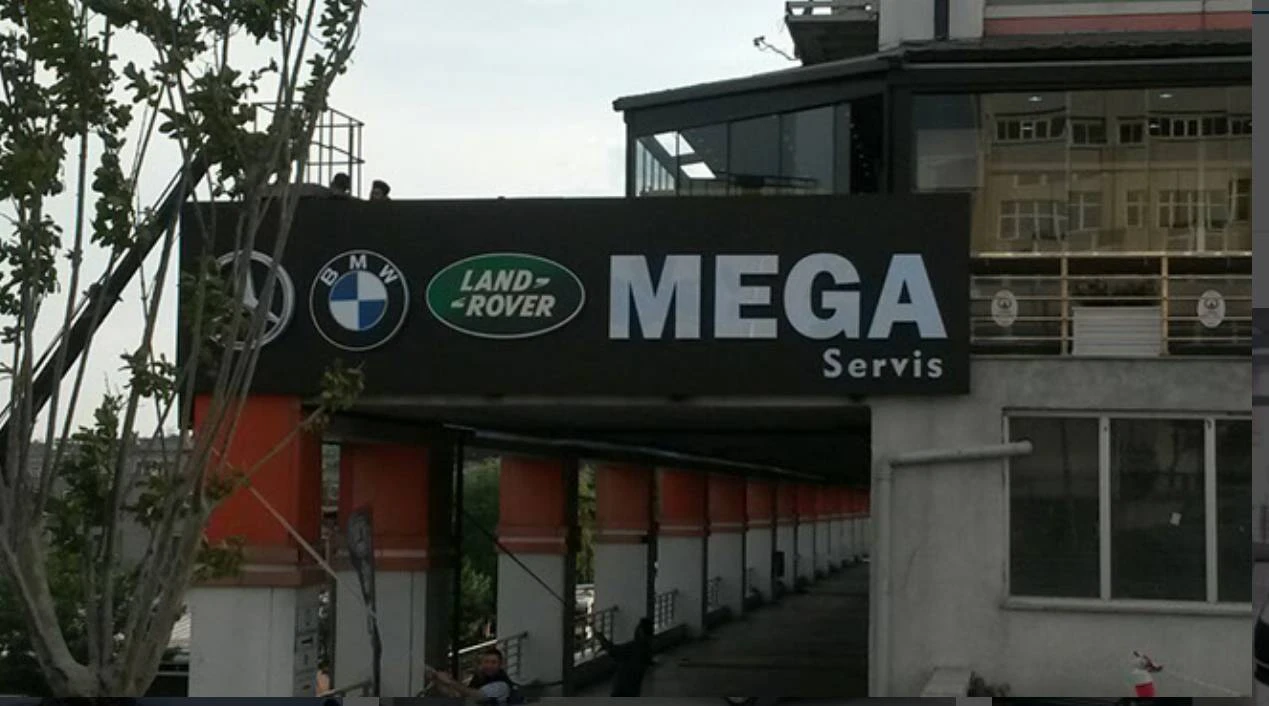 BMW
LAND-
-ROVER
MEGA
Servis